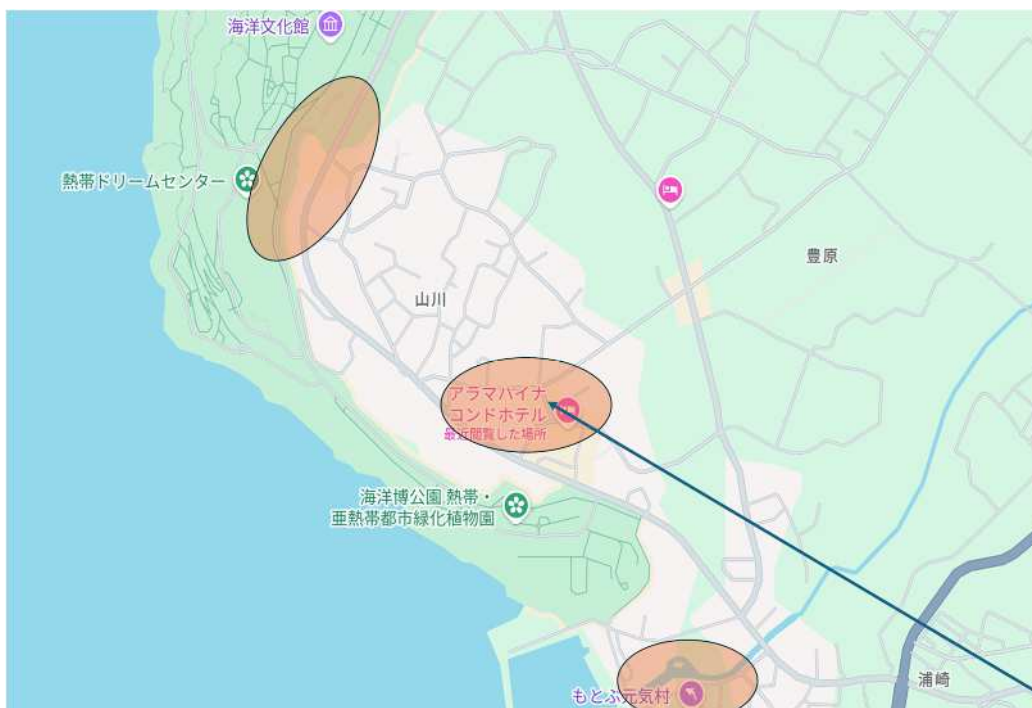 海洋文化館
熱帯ドリームセンター
豊原
山川
アラマハイナ
コンドホテル
最近閲覧した場所
海洋博公園 熱帯・
亜熱帯都市緑化植物園
浦崎
もとぶ元気村